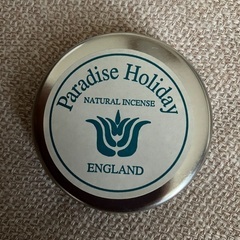 Paradise Holiday
NATURAL INCENSE
ENGLAND